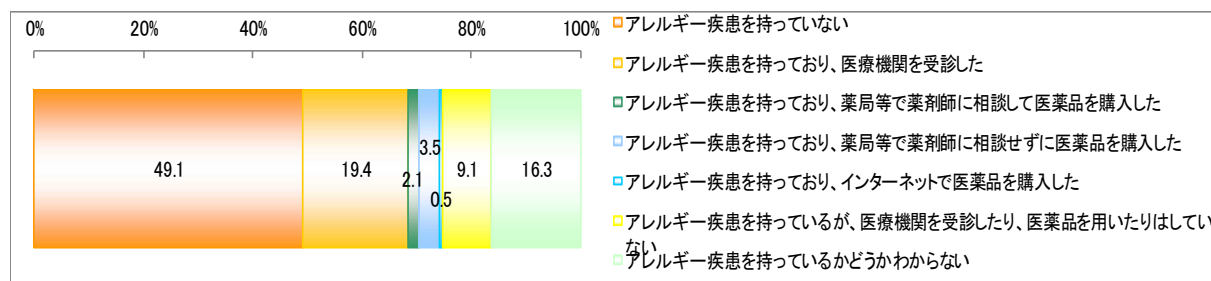 0% 20% 40% 60% 80% 100%
49.1 19.4 2.1 3.5 0.5 9.1 16.3
アレルギー疾患を持っていない
アレルギー疾患を持っており、医療機関を受診した
アレルギー疾患を持っており、薬局等で薬剤師に相談して医薬品を購入した
アレルギー疾患を持っており、薬局等で薬剤師に相談せずに医薬品を購入した
アレルギー疾患を持っており、インターネットで医薬品を購入した
アレルギー疾患を持っているが、医療機関を受診したり、医薬品を用いたりはしてい
ない
アレルギー疾患を持っているかどうかわからない